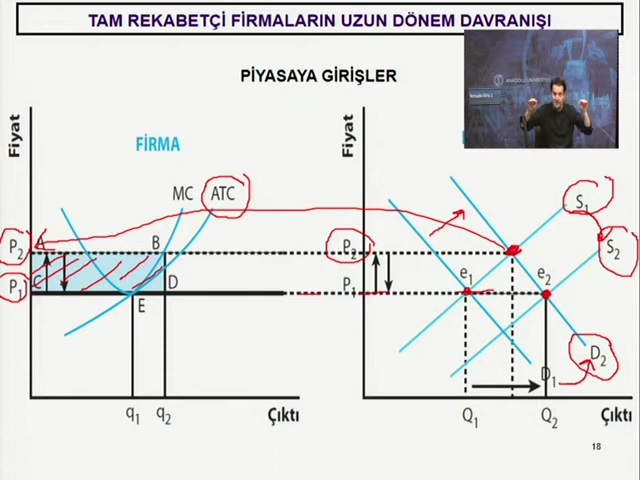 TAM REKABETÇİ FİRMALARIN UZUN DÖNEM DAVRANIŞI
PİYASAYA GİRİŞLER
Fiyat
FİRMA
MC
ATC
P2
A
B
P1
C
D
E
q1
q2
Çıktı
Fiyat
S1
S2
P2
P1
e1
e2
D1
D2
Q1
Q2
Çıktı
18